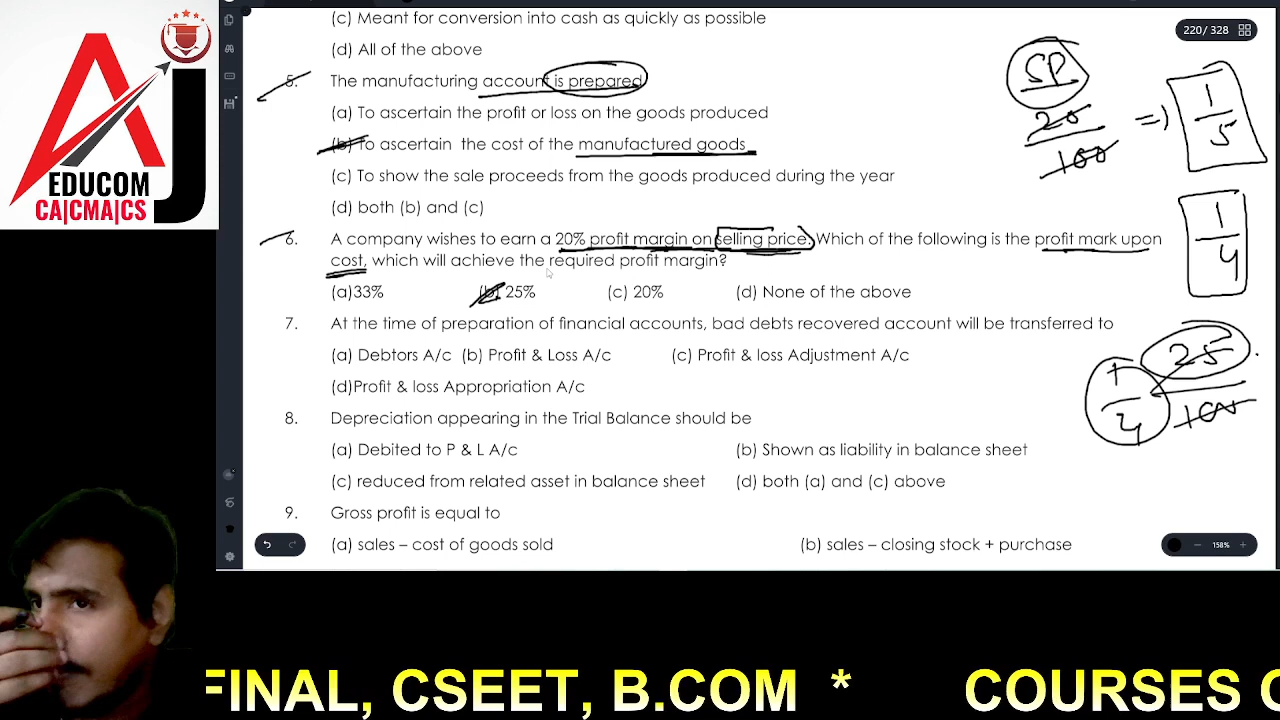 (c) Meant for conversion into cash as quickly as possible
(d) All of the above
5. The manufacturing account is prepared
(a) To ascertain the profit or loss on the goods produced
(b) To ascertain the cost of the manufactured goods
(c) To show the sale proceeds from the goods produced during the year
(d) both (b) and (c)
6. A company wishes to earn a 20% profit margin on selling price. Which of the following is the profit mark upon
cost, which will achieve the required profit margin?
(a)33% (b) 25% (c) 20% (d) None of the above
7. At the time of preparation of financial accounts, bad debts recovered account will be transferred to
(a) Debtors A/c (b) Profit & Loss A/c (c) Profit & loss Adjustment A/c
(d)Profit & loss Appropriation A/c
8. Depreciation appearing in the Trial Balance should be
(a) Debited to P & L A/c (b) Shown as liability in balance sheet
(c) reduced from related asset in balance sheet (d) both (a) and (c) above
9. Gross profit is equal to
(a) sales – cost of goods sold (b) sales – closing stock + purchase
220 / 328
SP
20
100
=)
1
5
1
4
1
4
25
100
158%
AJ
EDUCOM
CA|CMA|CS
FINAL, CSEET, B.COM * COURSES